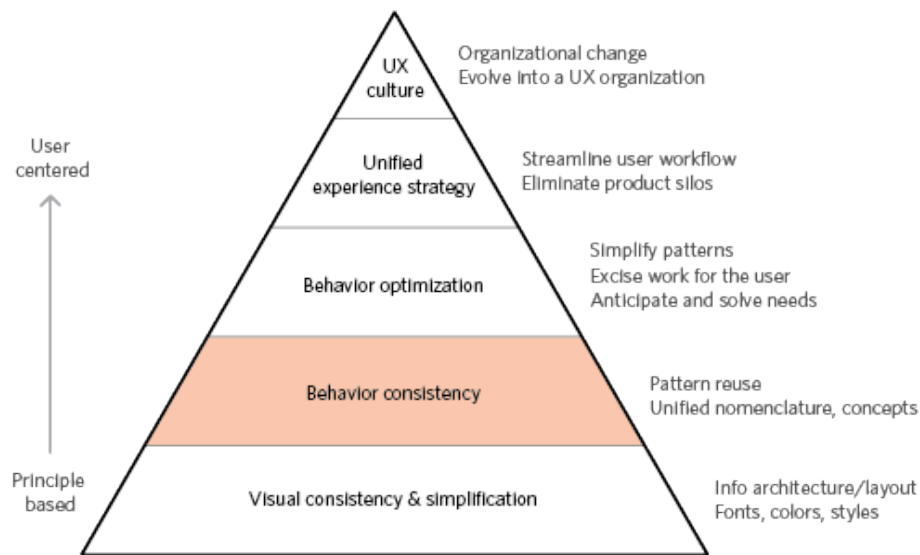 UX
culture
Organizational change
Evolve into a UX organization
User
centered
Unified
experience strategy
Streamline user workflow
Eliminate product silos
Behavior optimization
Simplify patterns
Excise work for the user
Anticipate and solve needs
Behavior consistency
Pattern reuse
Unified nomenclature, concepts
Principle
based
Visual consistency & simplification
Info architecture/layout
Fonts, colors, styles